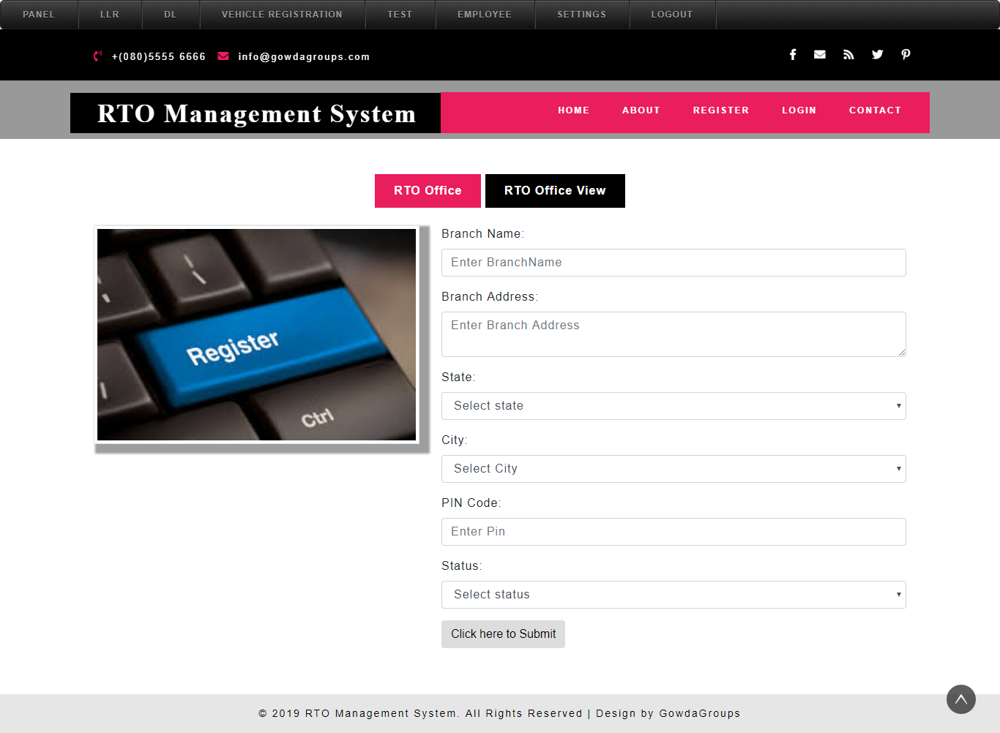 PANEL LLR DL VEHICLE REGISTRATION TEST EMPLOYEE SETTINGS LOGOUT
+(080)5555 6666 info@gowdagroups.com
RTO Management System HOME ABOUT REGISTER LOGIN CONTACT
RTO Office RTO Office View
Register
Ctrl
Branch Name:
Enter BranchName
Branch Address:
Enter Branch Address
State:
Select state
City:
Select City
PIN Code:
Enter Pin
Status:
Select status
Click here to Submit
© 2019 RTO Management System. All Rights Reserved | Design by GowdaGroups